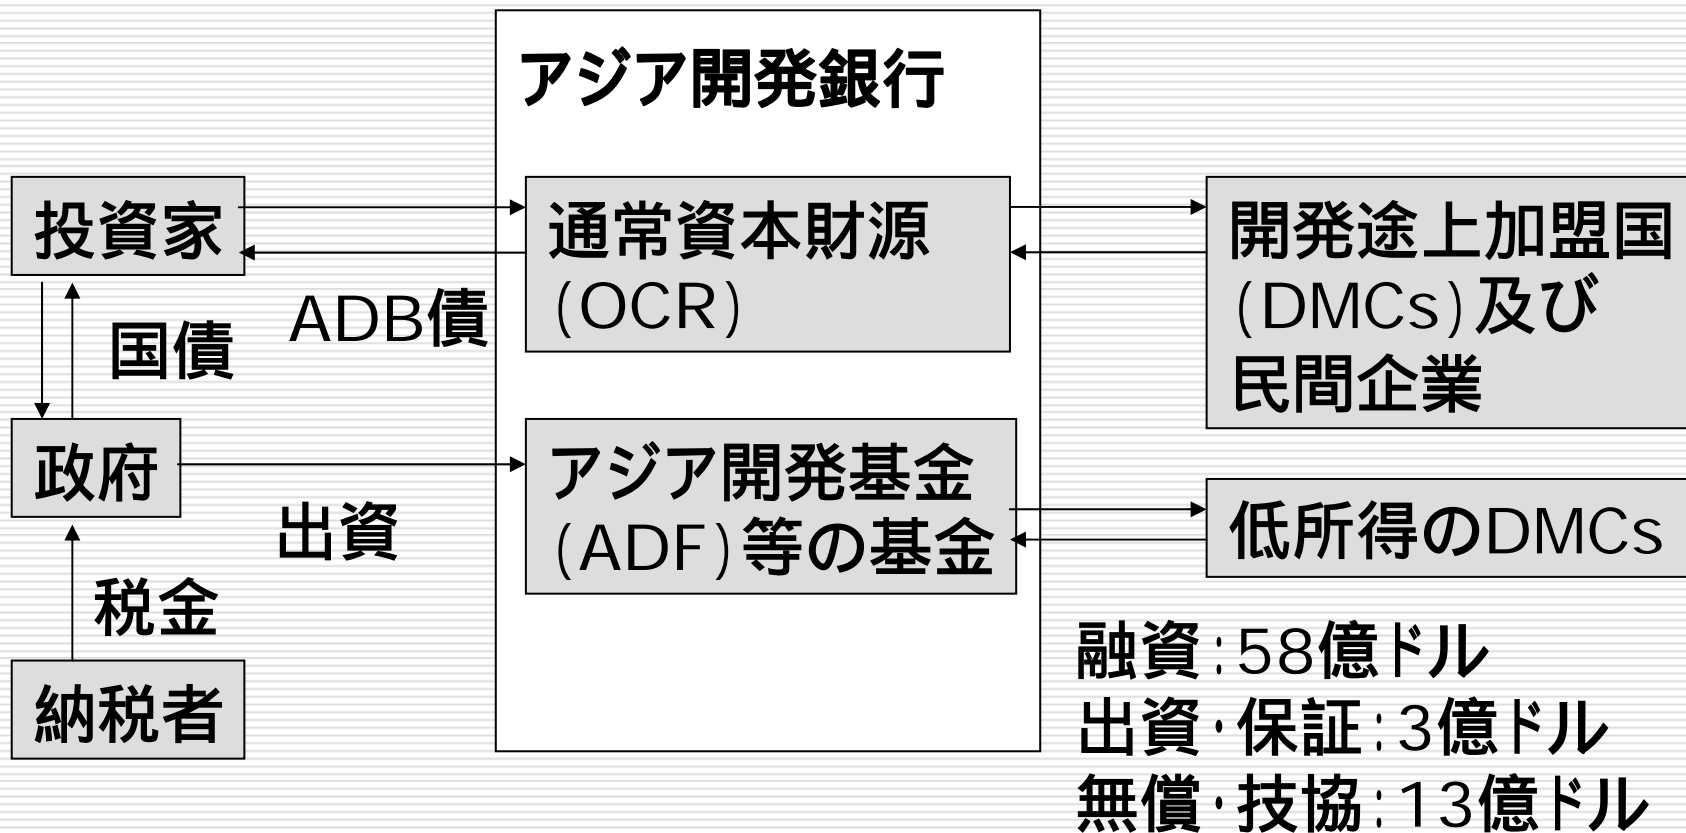 アジア開発銀行
投資家
通常資本財源
(OCR)
開発途上加盟国
(DMCs)及び
民間企業
ADB債
国債
政府
アジア開発基金
(ADF)等の基金
低所得のDMCs
出資
税金
納税者
融資:58億ドル
出資・保証:3億ドル
無償・技協:13億ドル